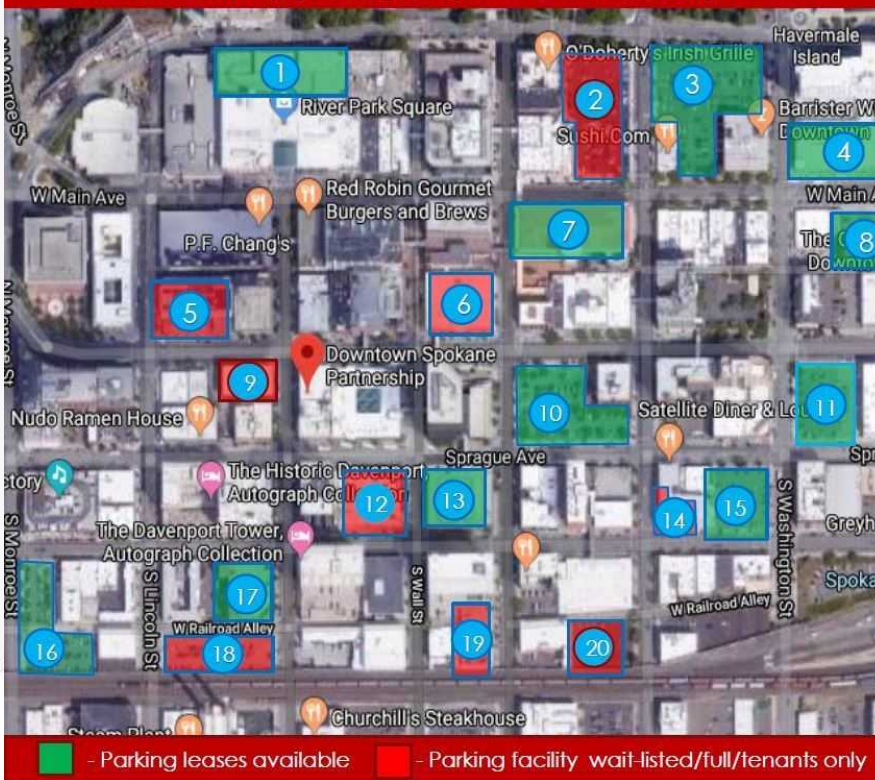 Havermale
Island
O'Doherty's Irish Grille
1
2
3
River Park Square
Barrister Wi
Downtown
Sushi.Com
4
W Main Ave
Red Robin Gourmet
Burgers and Brews
W Main A
7
8
P.F. Chang's
The
Downto
5
6
N Monroe St
Downtown Spokane
Partnership
9
Nudo Ramen House
10
Satellite Diner & Lou
11
Sprague Ave
Spr
ctory
The Historic Davenport,
Autograph Collection
12
13
14
15
The Davenport Tower,
Autograph Collection
Greyh
S Monroe St
S Lincoln St
S Wall St
S Washington St
Spoka
17
W Railroad Alley
W Railroad Alley
16
18
19
20
Churchill's Steakhouse
Steam Plant
- Parking leases available
- Parking facility wait-listed/full/tenants only